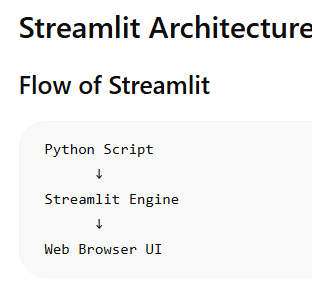 Streamlit Architecture
Flow of Streamlit
Python Script
↓
Streamlit Engine
↓
Web Browser UI